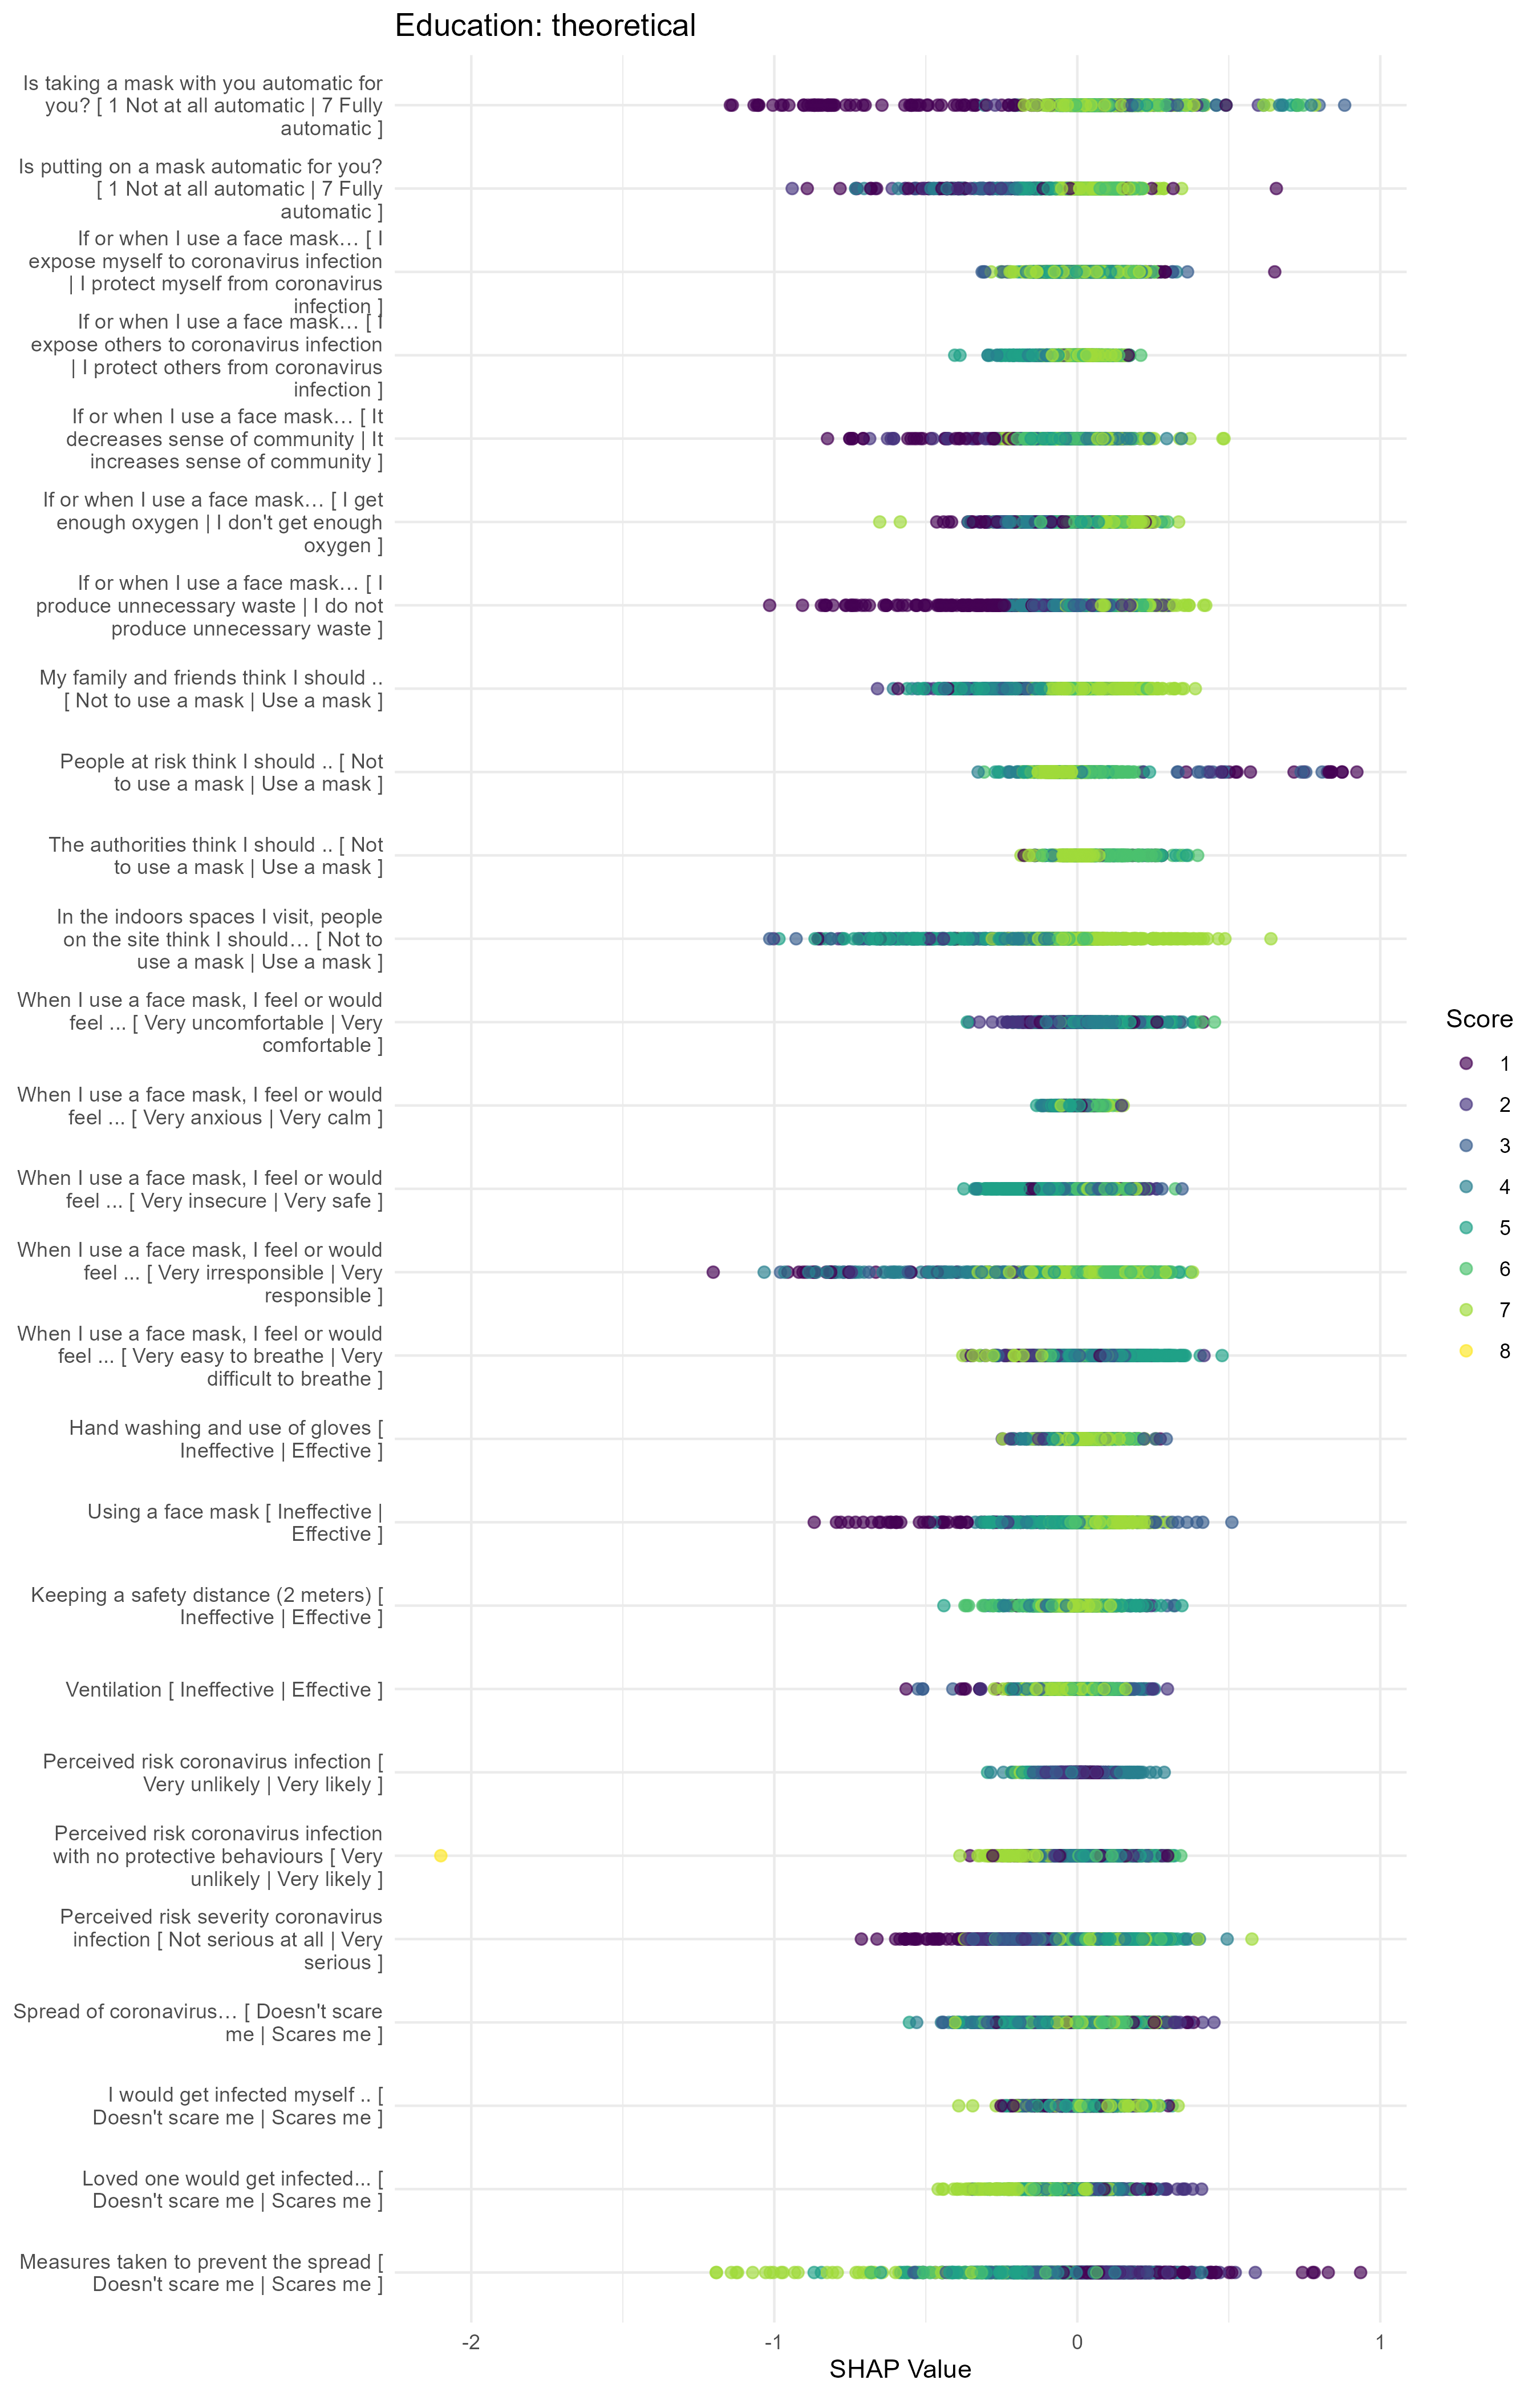 Education: theoretical
Is taking a mask with you automatic for
you? [ 1 Not at all automatic | 7 Fully
automatic ]
Is putting on a mask automatic for you?
[ 1 Not at all automatic | 7 Fully
automatic ]
If or when I use a face mask… [ I
expose myself to coronavirus infection
| I protect myself from coronavirus
infection ]
If or when I use a face mask… [ I
expose others to coronavirus infection
| I protect others from coronavirus
infection ]
If or when I use a face mask… [ It
decreases sense of community | It
increases sense of community ]
If or when I use a face mask… [ I get
enough oxygen | I don't get enough
oxygen ]
If or when I use a face mask… [ I
produce unnecessary waste | I do not
produce unnecessary waste ]
My family and friends think I should ..
[ Not to use a mask | Use a mask ]
People at risk think I should .. [ Not
to use a mask | Use a mask ]
The authorities think I should .. [ Not
to use a mask | Use a mask ]
In the indoors spaces I visit, people
on the site think I should… [ Not to
use a mask | Use a mask ]
When I use a face mask, I feel or would
feel ... [ Very uncomfortable | Very
comfortable ]
When I use a face mask, I feel or would
feel ... [ Very anxious | Very calm ]
When I use a face mask, I feel or would
feel ... [ Very insecure | Very safe ]
When I use a face mask, I feel or would
feel ... [ Very irresponsible | Very
responsible ]
When I use a face mask, I feel or would
feel ... [ Very easy to breathe | Very
difficult to breathe ]
Hand washing and use of gloves [
Ineffective | Effective ]
Using a face mask [ Ineffective |
Effective ]
Keeping a safety distance (2 meters) [
Ineffective | Effective ]
Ventilation [ Ineffective | Effective ]
Perceived risk coronavirus infection [
Very unlikely | Very likely ]
Perceived risk coronavirus infection
with no protective behaviours [ Very
unlikely | Very likely ]
Perceived risk severity coronavirus
infection [ Not serious at all | Very
serious ]
Spread of coronavirus… [ Doesn't scare
me | Scares me ]
I would get infected myself .. [
Doesn't scare me | Scares me ]
Loved one would get infected... [
Doesn't scare me | Scares me ]
Measures taken to prevent the spread [
Doesn't scare me | Scares me ]
-2
-1
0
1
SHAP Value
Score
1
2
3
4
5
6
7
8